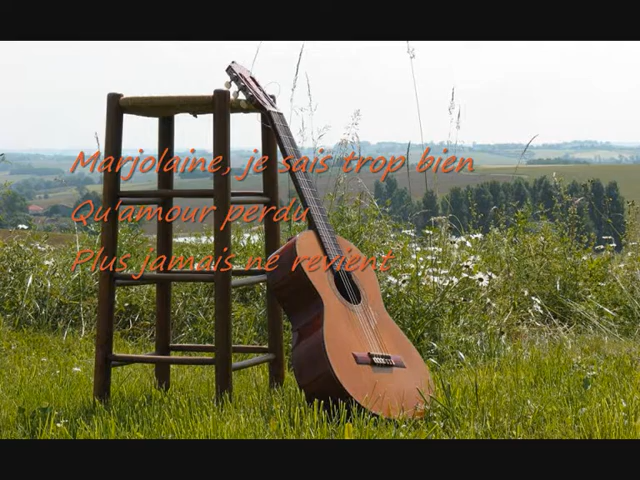 Marjolaine, je sais trop bien
Qu'amour perdu
Plus jamais ne revient